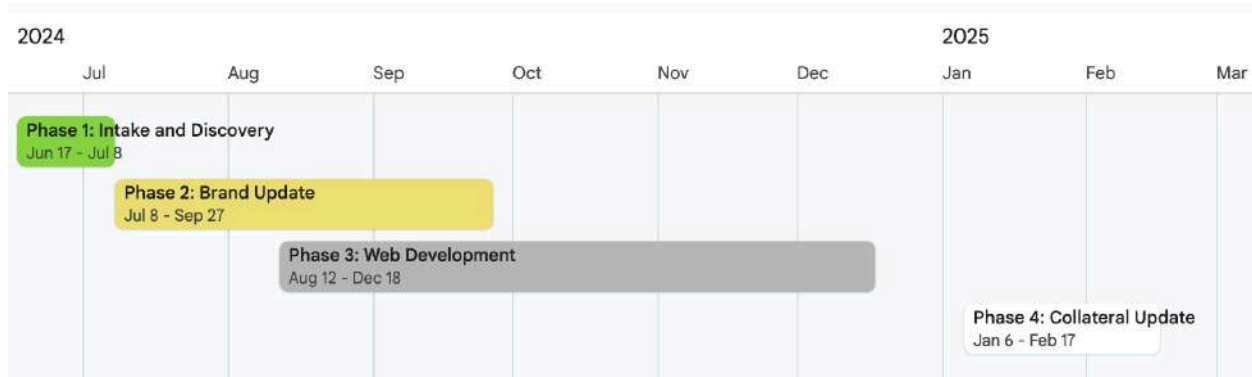 2024 2025
Jul Aug Sep Oct Nov Dec Jan Feb Mar
Phase 1: Intake and Discovery
Jun 17 - Jul 8
Phase 2: Brand Update
Jul 8 - Sep 27
Phase 3: Web Development
Aug 12 - Dec 18
Phase 4: Collateral Update
Jan 6 - Feb 17